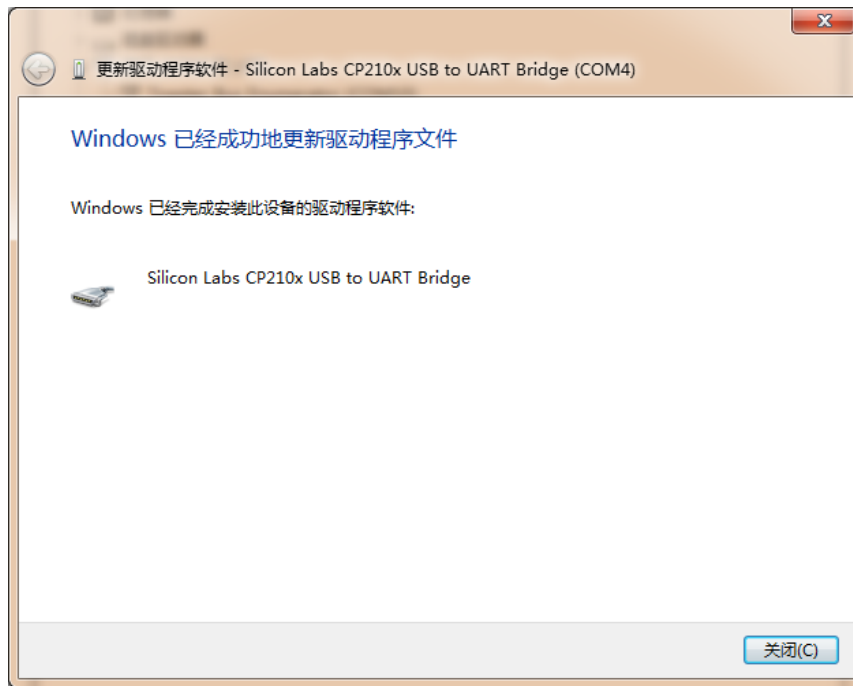 更新驱动程序软件 - Silicon Labs CP210x USB to UART Bridge (COM4)
Windows 已经成功地更新驱动程序文件
Windows 已经完成安装此设备的驱动程序软件:
Silicon Labs CP210x USB to UART Bridge
关闭(C)